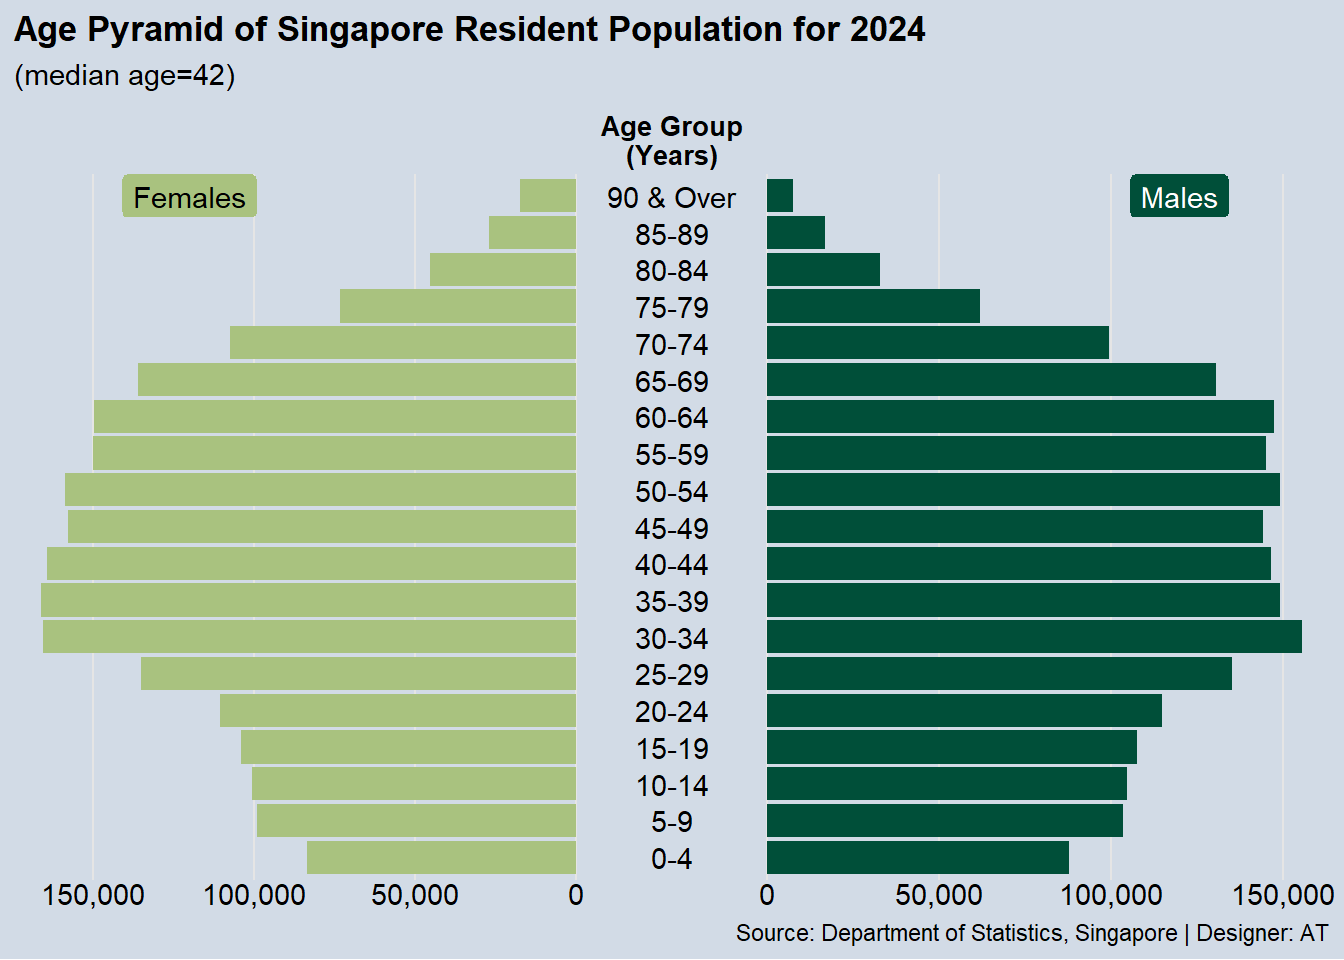 Age Pyramid of Singapore Resident Population for 2024
(median age=42)
Age Group
(Years)
Females
90 & Over
Males
85-89
80-84
75-79
70-74
65-69
60-64
55-59
50-54
45-49
40-44
35-39
30-34
25-29
20-24
15-19
10-14
5-9
0-4
150,000 100,000 50,000 0 0 50,000 100,000 150,000
Source: Department of Statistics, Singapore | Designer: AT